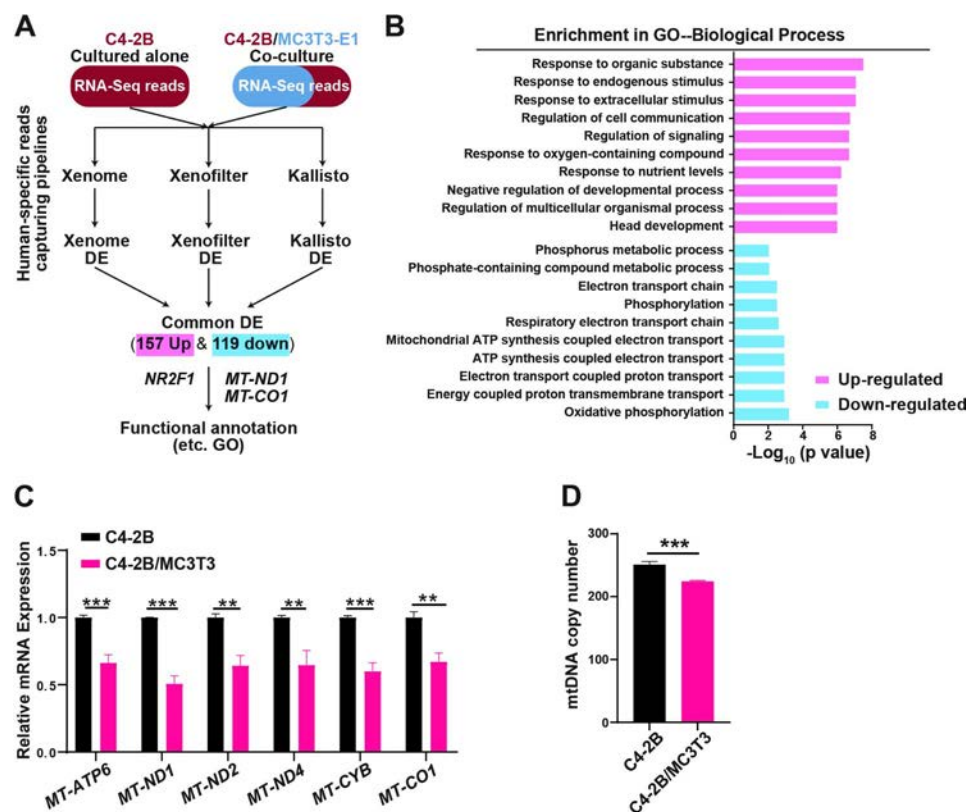 A
C4-2B
Cultured alone
RNA-Seq reads
C4-2B/MC3T3-E1
Co-culture
RNA-Seq reads
Human-specific reads
capturing pipelines
Xenome
Xenofilter
Kallisto
Xenome
DE
Xenofilter
DE
Kallisto
DE
Common DE
(157 Up & 119 down)
NR2F1
MT-ND1
MT-CO1
Functional annotation
(etc. GO)
B
Enrichment in GO--Biological Process
Response to organic substance
Response to endogenous stimulus
Response to extracellular stimulus
Regulation of cell communication
Regulation of signaling
Response to oxygen-containing compound
Response to nutrient levels
Negative regulation of developmental process
Regulation of multicellular organismal process
Head development
Phosphorus metabolic process
Phosphate-containing compound metabolic process
Electron transport chain
Phosphorylation
Respiratory electron transport chain
Mitochondrial ATP synthesis coupled electron transport
ATP synthesis coupled electron transport
Electron transport coupled proton transport
Energy coupled proton transmembrane transport
Oxidative phosphorylation
Up-regulated
Down-regulated
0 2 4 6 8
-Log10 (p value)
C
C4-2B
C4-2B/MC3T3
Relative mRNA Expression
1.5
1.0
0.5
0.0
*** *** ** ** *** **
MT-ATP6
MT-ND1
MT-ND2
MT-ND4
MT-CYB
MT-CO1
D
mtDNA copy number
300
200
100
0
***
C4-2B
C4-2B/MC3T3